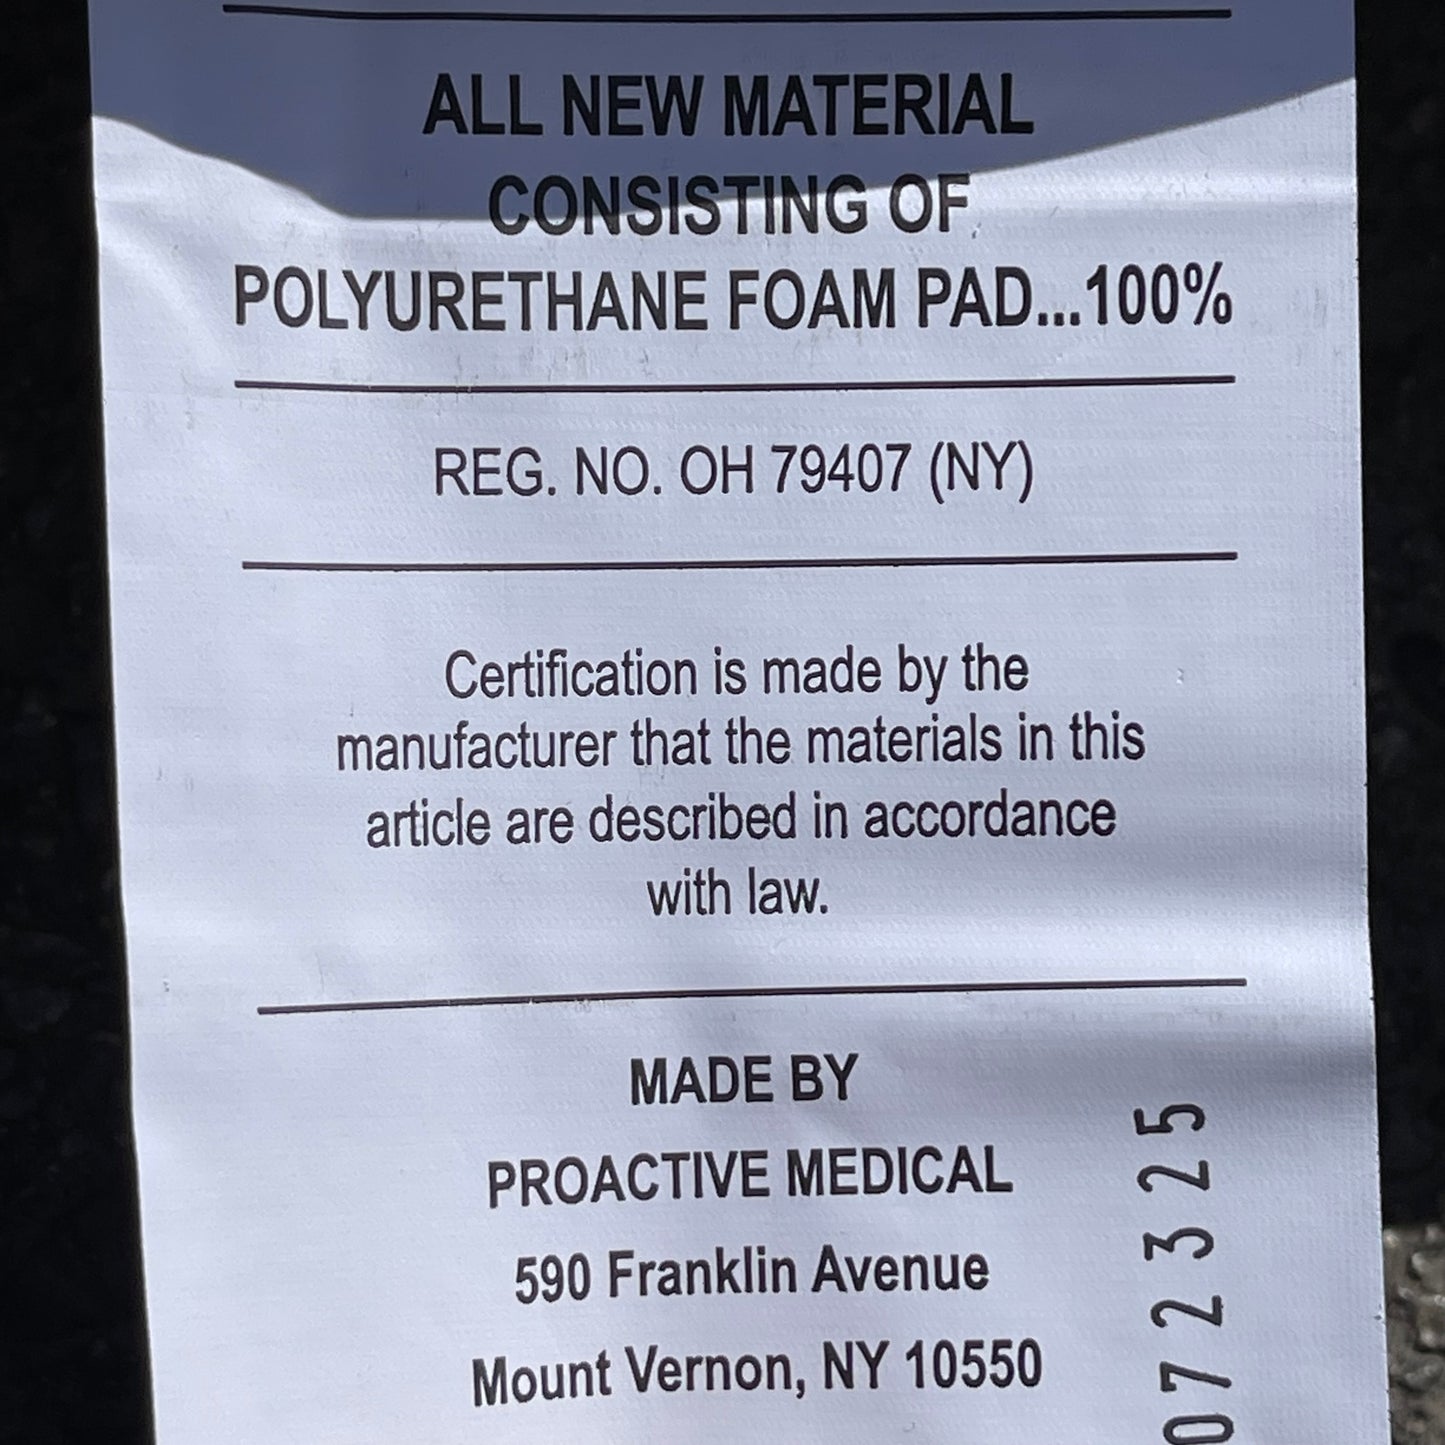 ALL NEW MATERIAL
CONSISTING OF
POLYURETHANE FOAM PAD...100%
REG. NO. OH 79407 (NY)
Certification is made by the
manufacturer that the materials in this
article are described in accordance
with law.
MADE BY
PROACTIVE MEDICAL
590 Franklin Avenue
Mount Vernon, NY 10550
072325